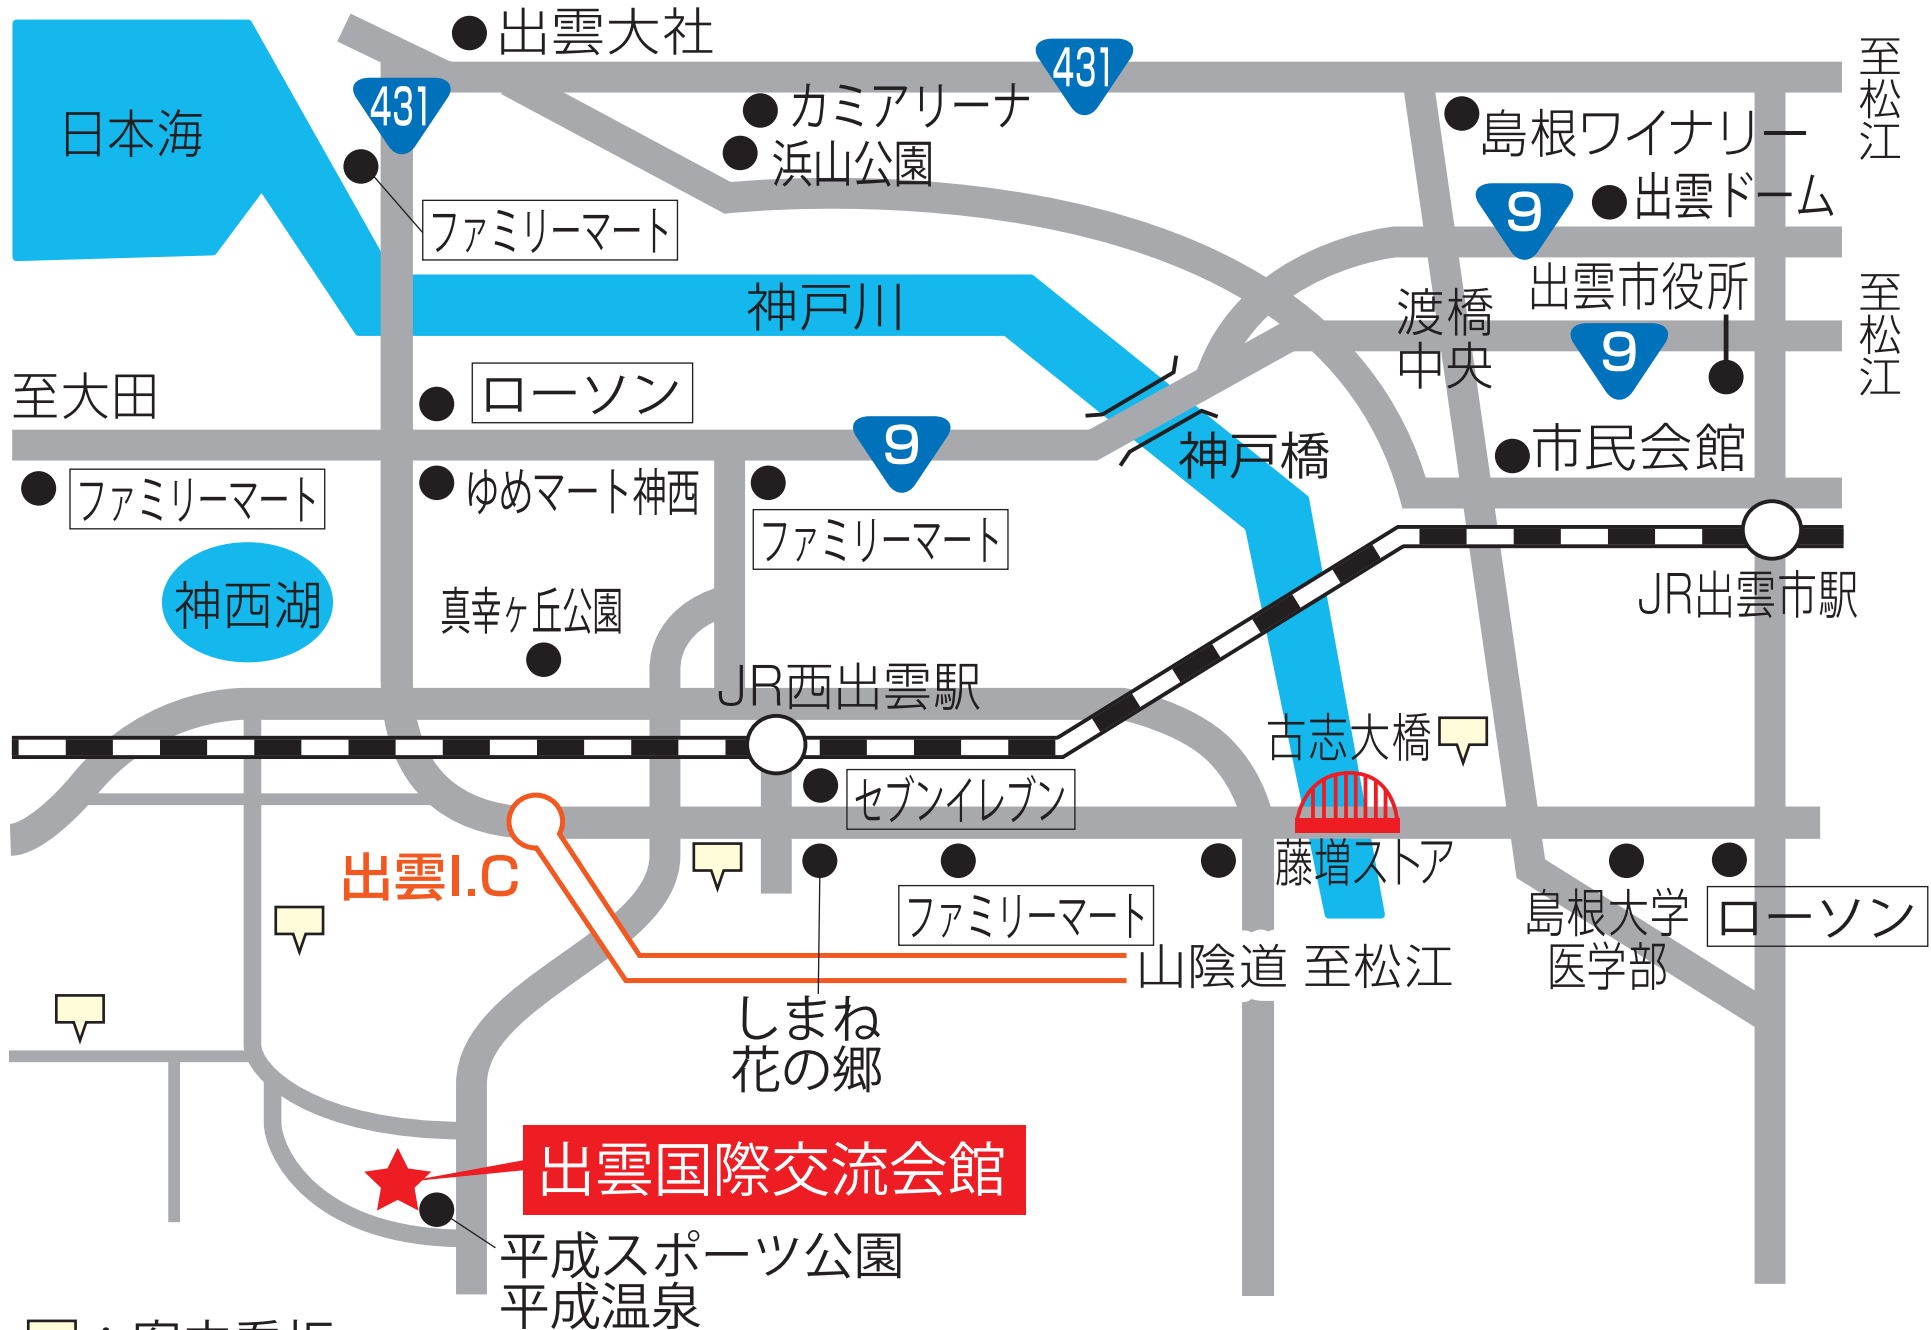 出雲大社
431
431
カミアリーナ
浜山公園
日本海
ファミリーマート
至松江
島根ワイナリー
9
出雲ドーム
神戸川
渡橋
中央
出雲市役所
9
至松江
至大田
ローソン
9
神戸橋
市民会館
ファミリーマート
ゆめマート神西
ファミリーマート
神西湖
真幸ヶ丘公園
JR出雲市駅
JR西出雲駅
古志大橋
セブンイレブン
出雲I.C
ファミリーマート
藤増ストア
島根大学
医学部
ローソン
山陰道 至松江
しまね
花の郷
出雲国際交流会館
平成スポーツ公園
平成温泉